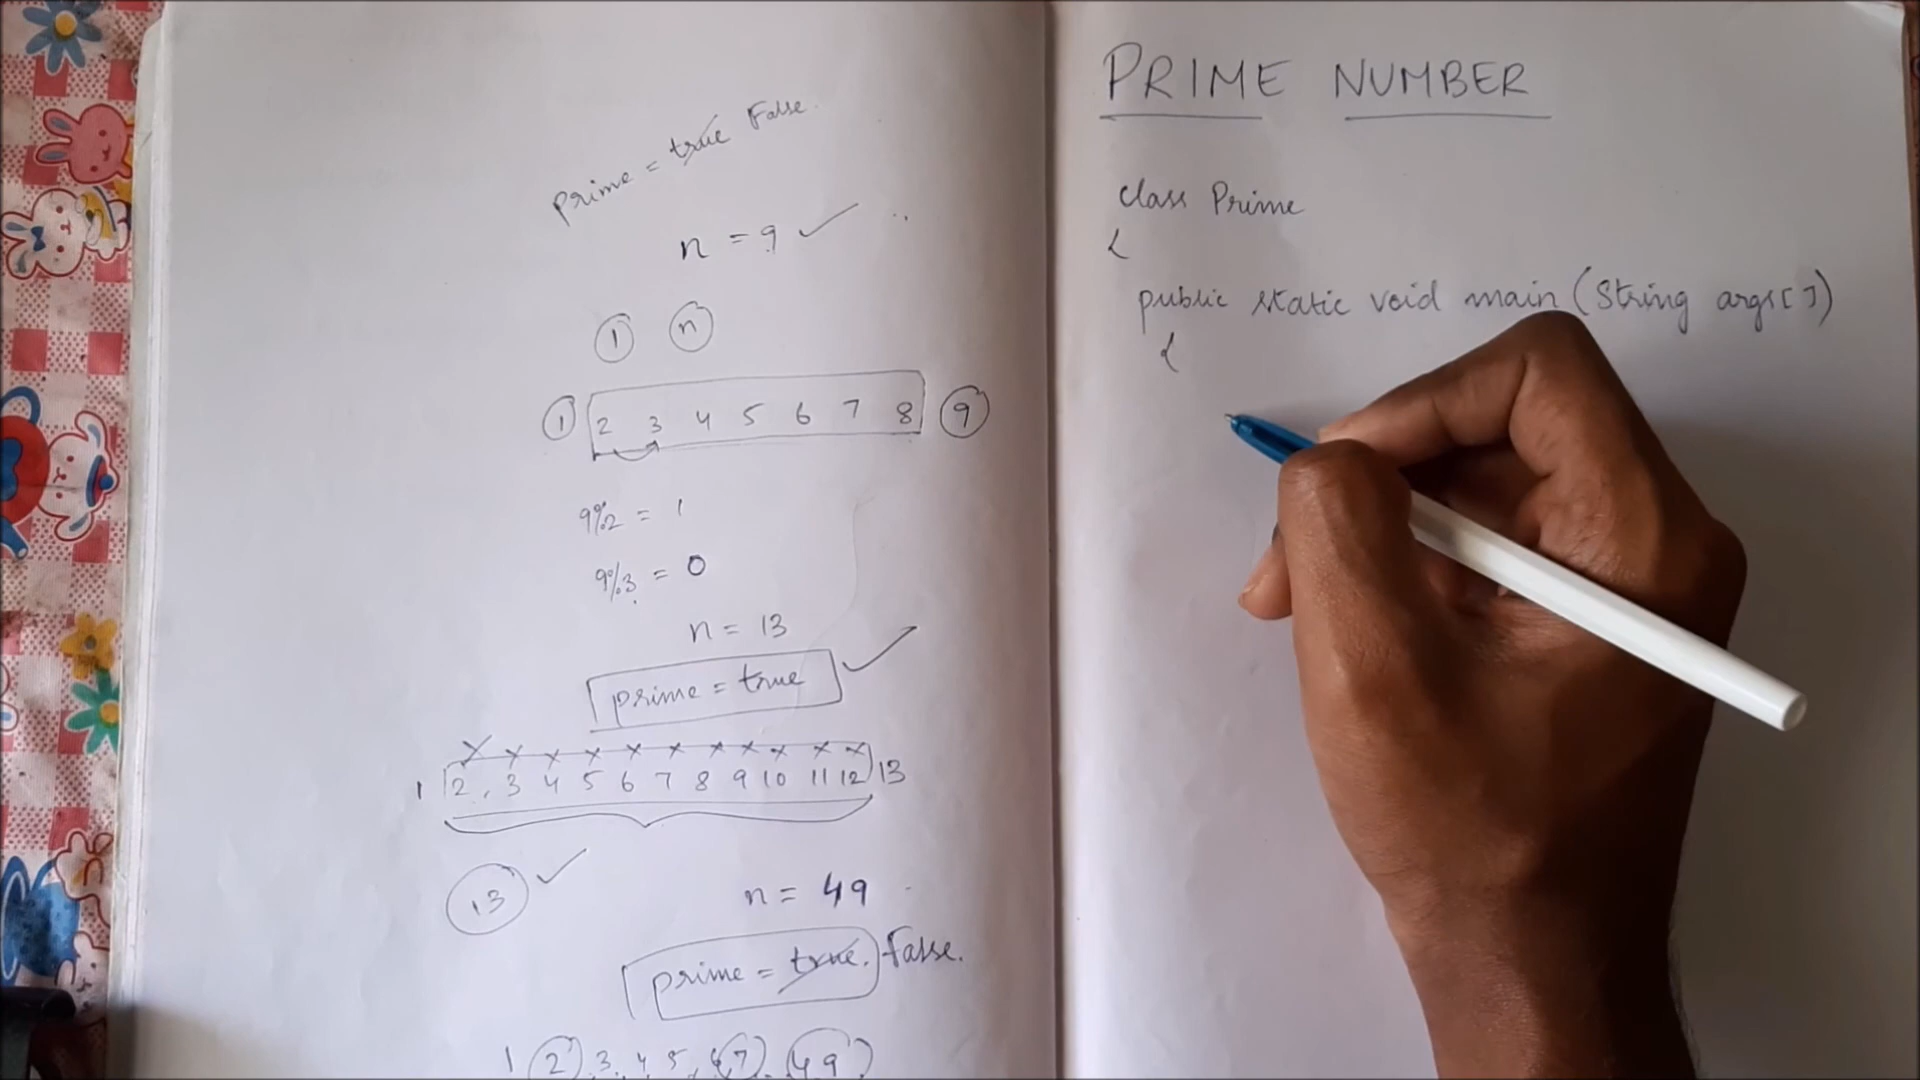 prime = true False.
n = 9
1 n
1 2 3 4 5 6 7 8 9
9%2 = 1
9%3 = 0
n = 13
prime = true
1 2, 3 4 5 6 7 8 9 10 11 12 13
13
n = 49
prime = true. False.
1 2, 3, 4, 5, 6, 7, 49
PRIME NUMBER
class Prime
{
public static void main (String args[])
{